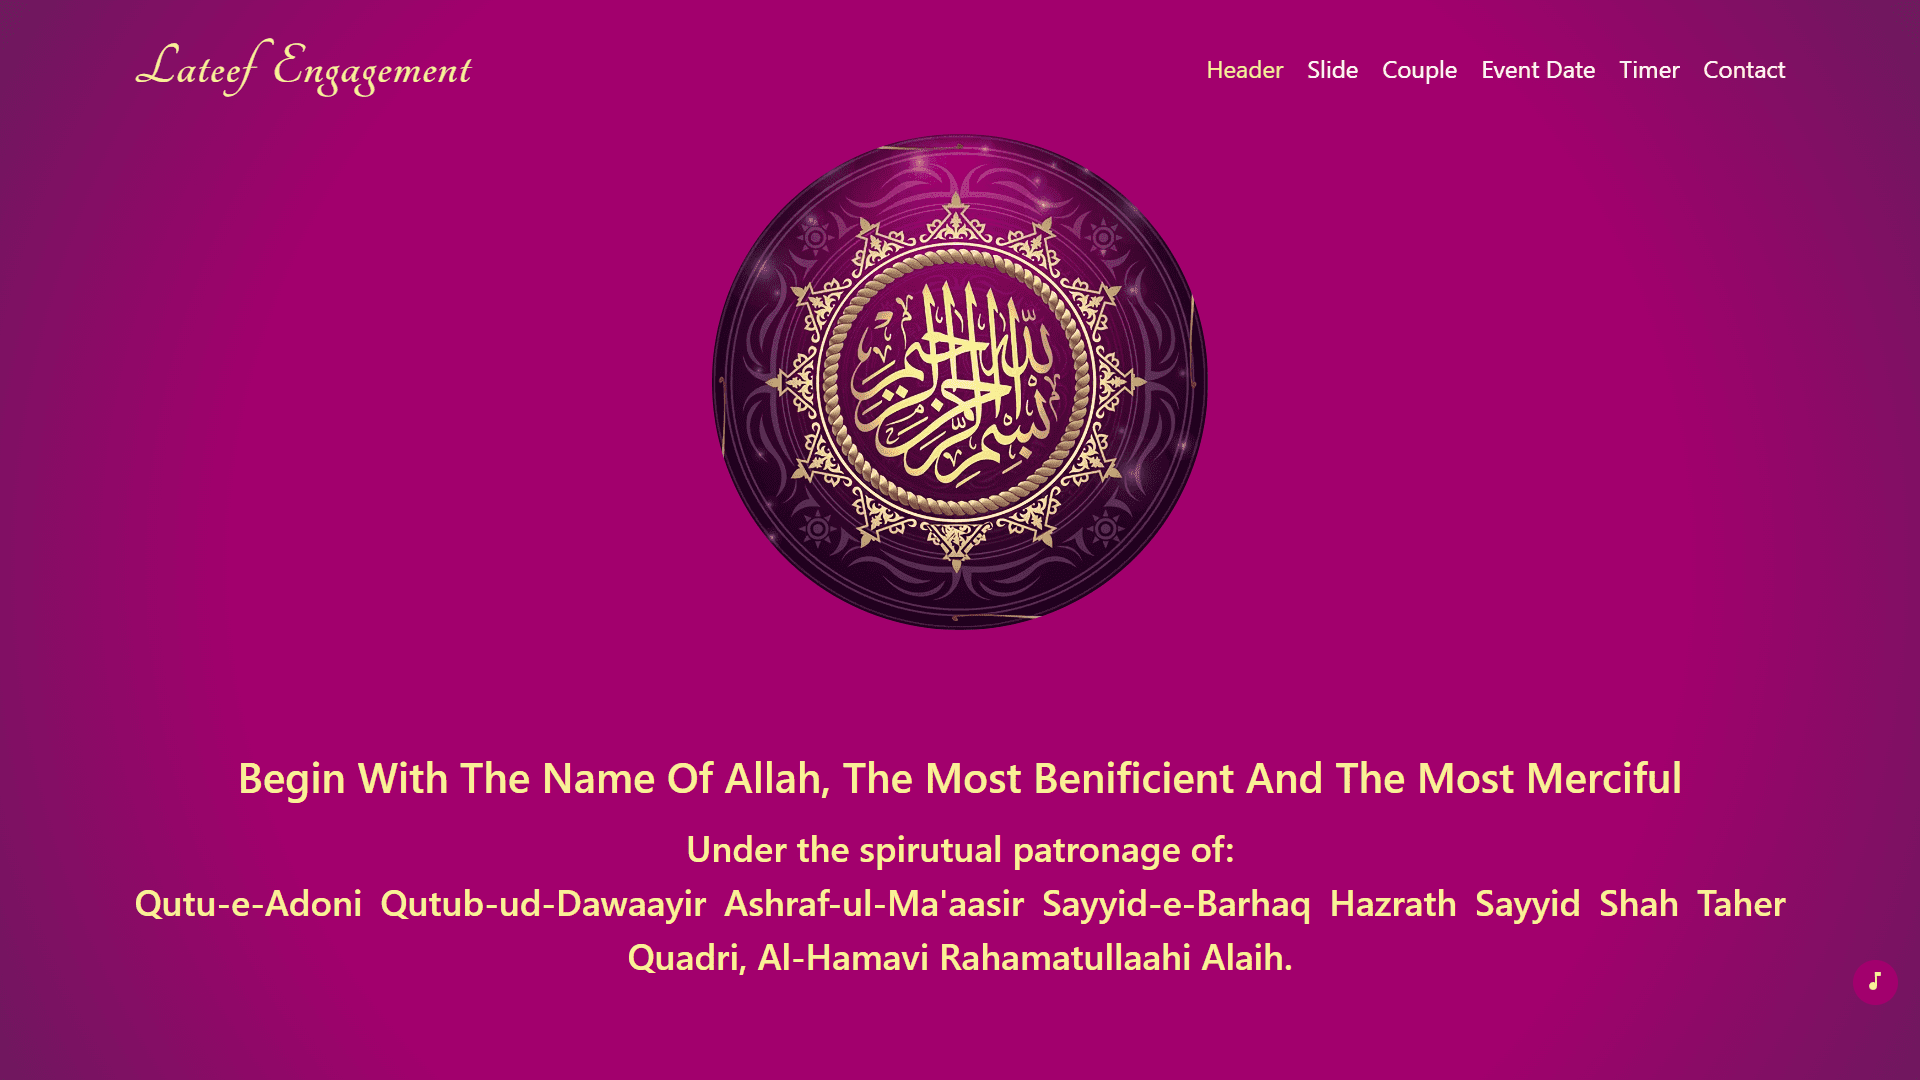 Lateef Engagement
Header Slide Couple Event Date Timer Contact
بسم الله الرحمن الرحيم
Begin With The Name Of Allah, The Most Benificient And The Most Merciful
Under the spirutual patronage of:
Qutu-e-Adoni Qutub-ud-Dawaayir Ashraf-ul-Ma'aasir Sayyid-e-Barhaq Hazrath Sayyid Shah Taher
Quadri, Al-Hamavi Rahamatullaahi Alaih.